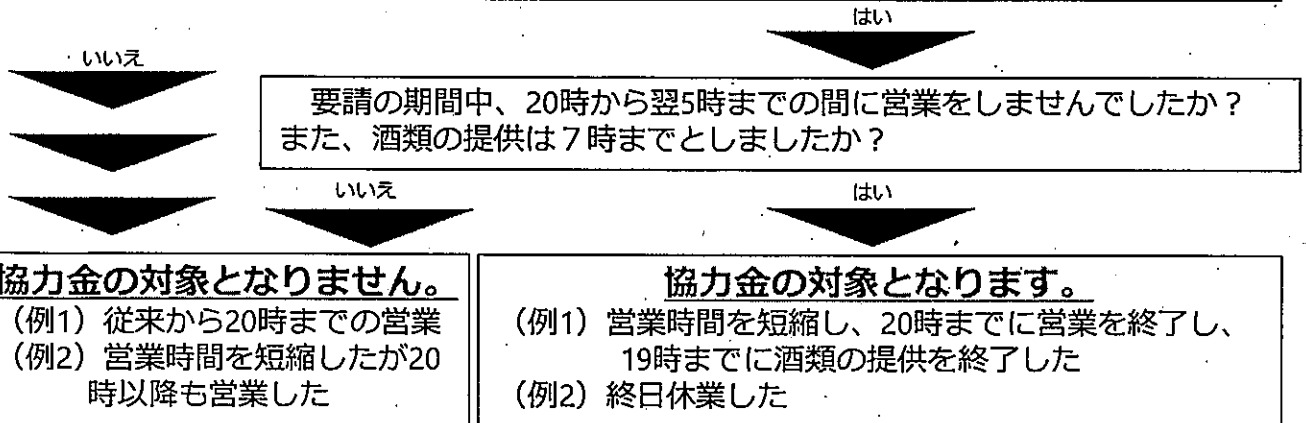 はい
いいえ
要請の期間中、20時から翌5時までの間に営業をしませんでしたか？
また、酒類の提供は７時までとしましたか？
いいえ
はい
協力金の対象となりません。
（例1）従来から20時までの営業
（例2）営業時間を短縮したが20
時以降も営業した
協力金の対象となります。
（例1）営業時間を短縮し、20時までに営業を終了し、
19時までに酒類の提供を終了した
（例2）終日休業した